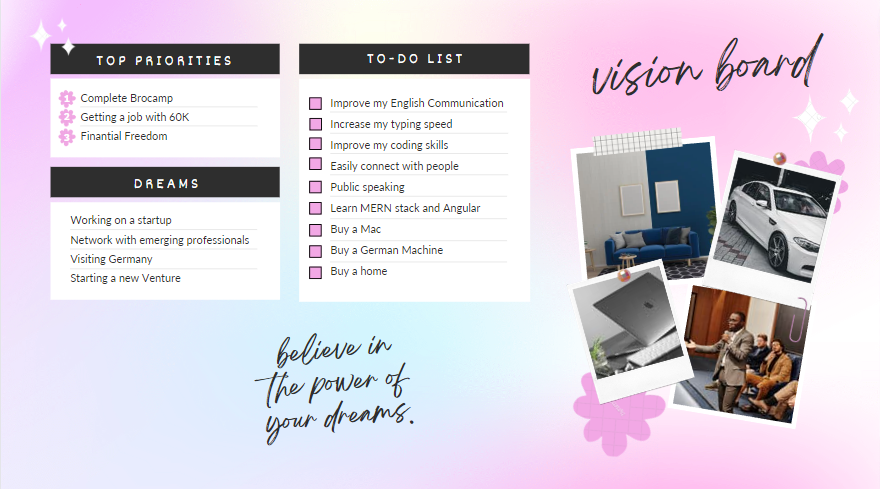 TOP PRIORITIES
1 Complete Brocamp
2 Getting a job with 60K
3 Finantial Freedom
DREAMS
Working on a startup
Network with emerging professionals
Visiting Germany
Starting a new Venture
TO-DO LIST
Improve my English Communication
Increase my typing speed
Improve my coding skills
Easily connect with people
Public speaking
Learn MERN stack and Angular
Buy a Mac
Buy a German Machine
Buy a home
believe in
the power of
your dreams.
vision board